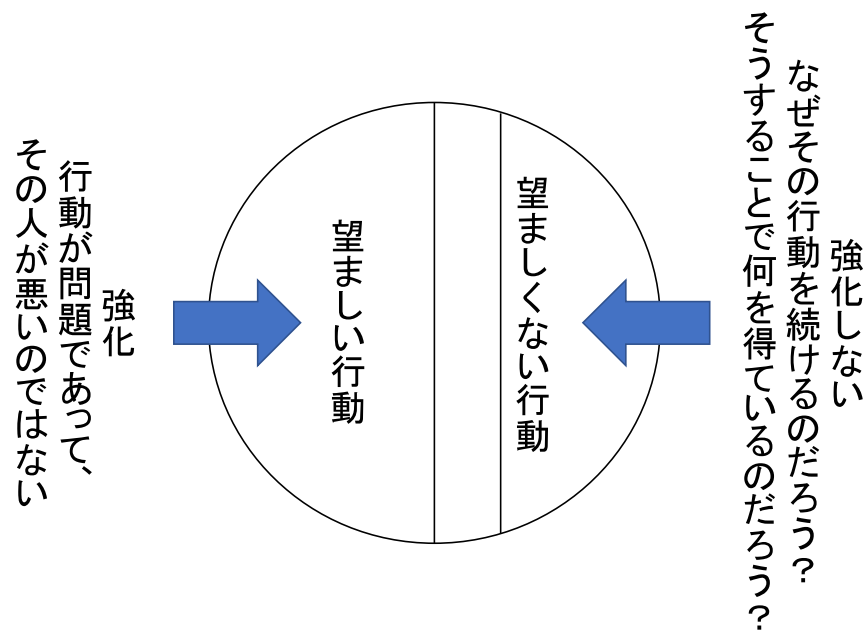 強化しない
なぜその行動を続けるのだろう？
そうすることで何を得ているのだろう？
望ましくない行動
望ましい行動
強化
行動が問題であって、
その人が悪いのではない